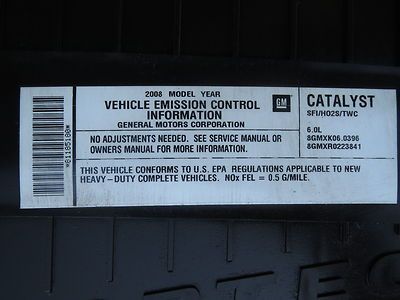 2008 MODEL YEAR
VEHICLE EMISSION CONTROL
INFORMATION
GENERAL MOTORS CORPORATION
GM
NO ADJUSTMENTS NEEDED. SEE SERVICE MANUAL OR
OWNERS MANUAL FOR MORE INFORMATION
CATALYST
SFI/HO2S/TWC
6.0L
8GMXK06.0396
8GMXR0223841
THIS VEHICLE CONFORMS TO U.S. EPA REGULATIONS APPLICABLE TO NEW
HEAVY-DUTY COMPLETE VEHICLES. NOx FEL = 0.5 G/MILE.